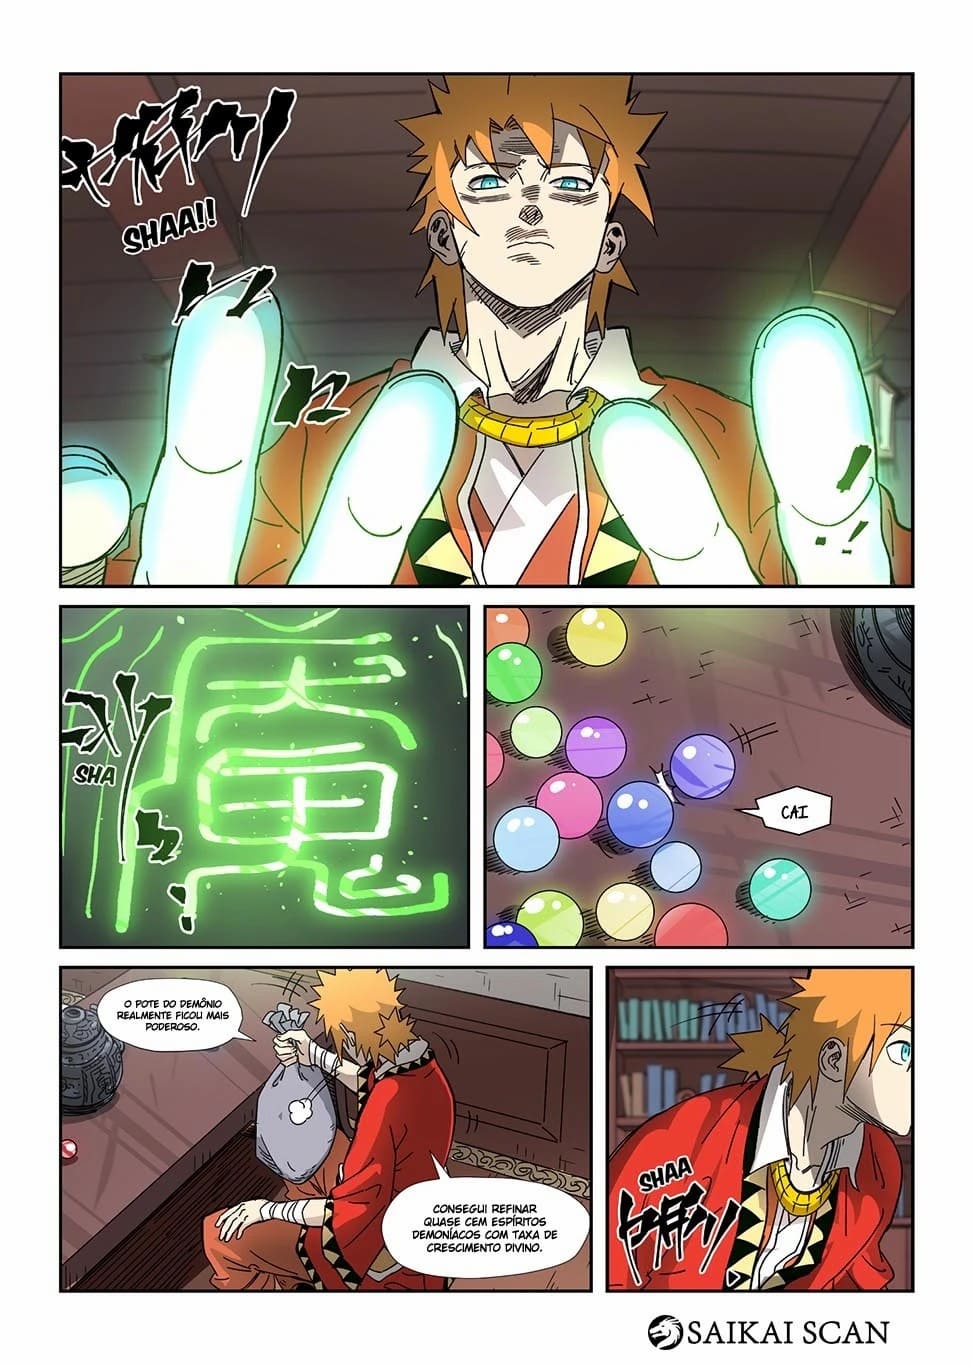 SHAA!!
SHA
CAI
O POTE DO DEMÔNIO
REALMENTE FICOU MAIS
PODEROSO.
CONSEGUI REFINAR
QUASE CEM ESPÍRITOS
DEMONÍACOS COM TAXA DE
CRESCIMENTO DIVINO.
SHAA
SAIKAI SCAN